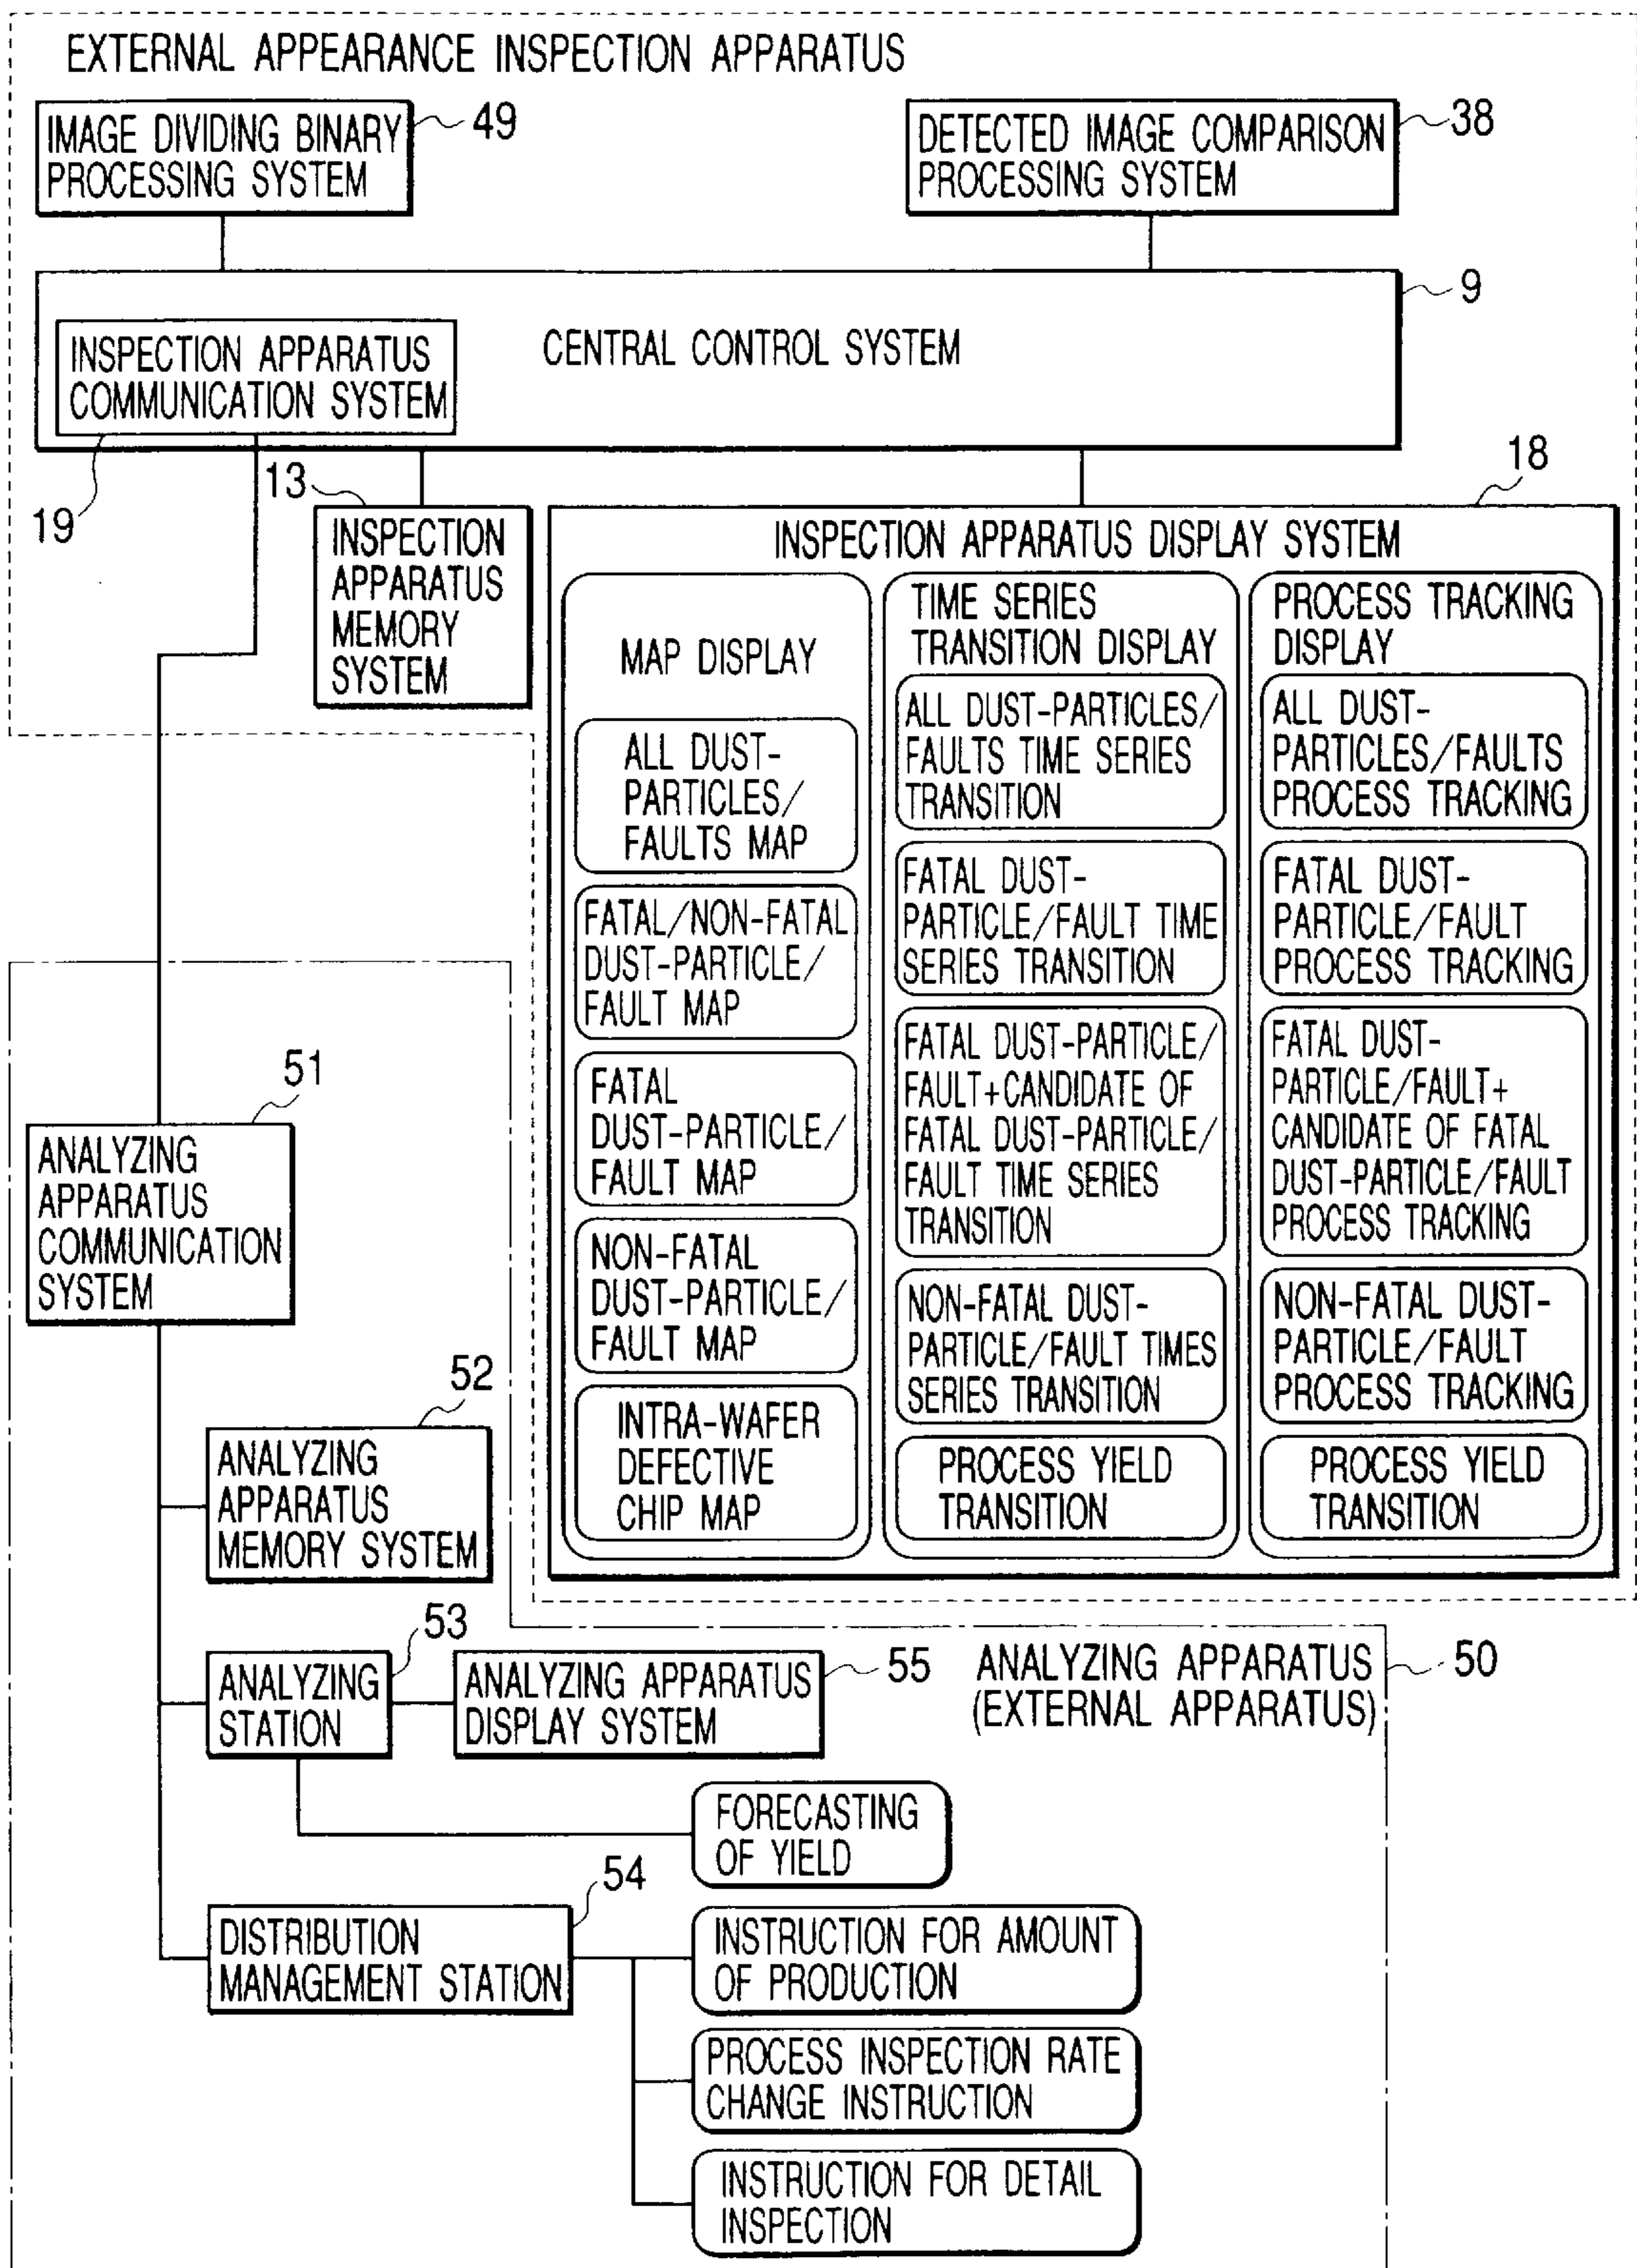 EXTERNAL APPEARANCE INSPECTION APPARATUS
IMAGE DIVIDING BINARY
PROCESSING SYSTEM
49
DETECTED IMAGE COMPARISON
PROCESSING SYSTEM
38
9
INSPECTION APPARATUS
COMMUNICATION SYSTEM
CENTRAL CONTROL SYSTEM
19
13
INSPECTION
APPARATUS
MEMORY
SYSTEM
18
INSPECTION APPARATUS DISPLAY SYSTEM
MAP DISPLAY
ALL DUST-
PARTICLES/
FAULTS MAP
FATAL/NON-FATAL
DUST-PARTICLE/
FAULT MAP
FATAL
DUST-PARTICLE/
FAULT MAP
NON-FATAL
DUST-PARTICLE/
FAULT MAP
INTRA-WAFER
DEFECTIVE
CHIP MAP
TIME SERIES
TRANSITION DISPLAY
ALL DUST-PARTICLES/
FAULTS TIME SERIES
TRANSITION
FATAL DUST-
PARTICLE/FAULT TIME
SERIES TRANSITION
FATAL DUST-PARTICLE/
FAULT+CANDIDATE OF
FATAL DUST-PARTICLE/
FAULT TIME SERIES
TRANSITION
NON-FATAL DUST-
PARTICLE/FAULT TIMES
SERIES TRANSITION
PROCESS YIELD
TRANSITION
PROCESS TRACKING
DISPLAY
ALL DUST-
PARTICLES/FAULTS
PROCESS TRACKING
FATAL DUST-
PARTICLE/FAULT
PROCESS TRACKING
FATAL DUST-
PARTICLE/FAULT+
CANDIDATE OF FATAL
DUST-PARTICLE/FAULT
PROCESS TRACKING
NON-FATAL DUST-
PARTICLE/FAULT
PROCESS TRACKING
PROCESS YIELD
TRANSITION
51
ANALYZING
APPARATUS
COMMUNICATION
SYSTEM
52
ANALYZING
APPARATUS
MEMORY SYSTEM
53
ANALYZING
STATION
ANALYZING APPARATUS
DISPLAY SYSTEM
55
ANALYZING APPARATUS
(EXTERNAL APPARATUS)
50
FORECASTING
OF YIELD
54
DISTRIBUTION
MANAGEMENT STATION
INSTRUCTION FOR AMOUNT
OF PRODUCTION
PROCESS INSPECTION RATE
CHANGE INSTRUCTION
INSTRUCTION FOR DETAIL
INSPECTION